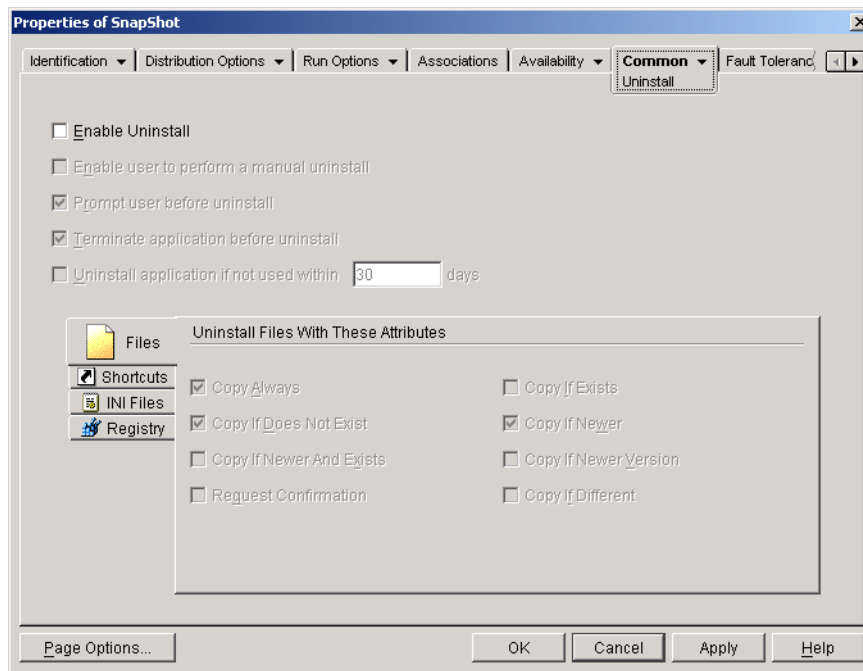 Properties of SnapShot
Identification Distribution Options Run Options Associations Availability Common Fault Toleranc
Uninstall
Enable Uninstall
Enable user to perform a manual uninstall
Prompt user before uninstall
Terminate application before uninstall
Uninstall application if not used within 30 days
Files
Shortcuts
INI Files
Registry
Uninstall Files With These Attributes
Copy Always Copy If Exists
Copy If Does Not Exist Copy If Newer
Copy If Newer And Exists Copy If Newer Version
Request Confirmation Copy If Different
Page Options... OK Cancel Apply Help